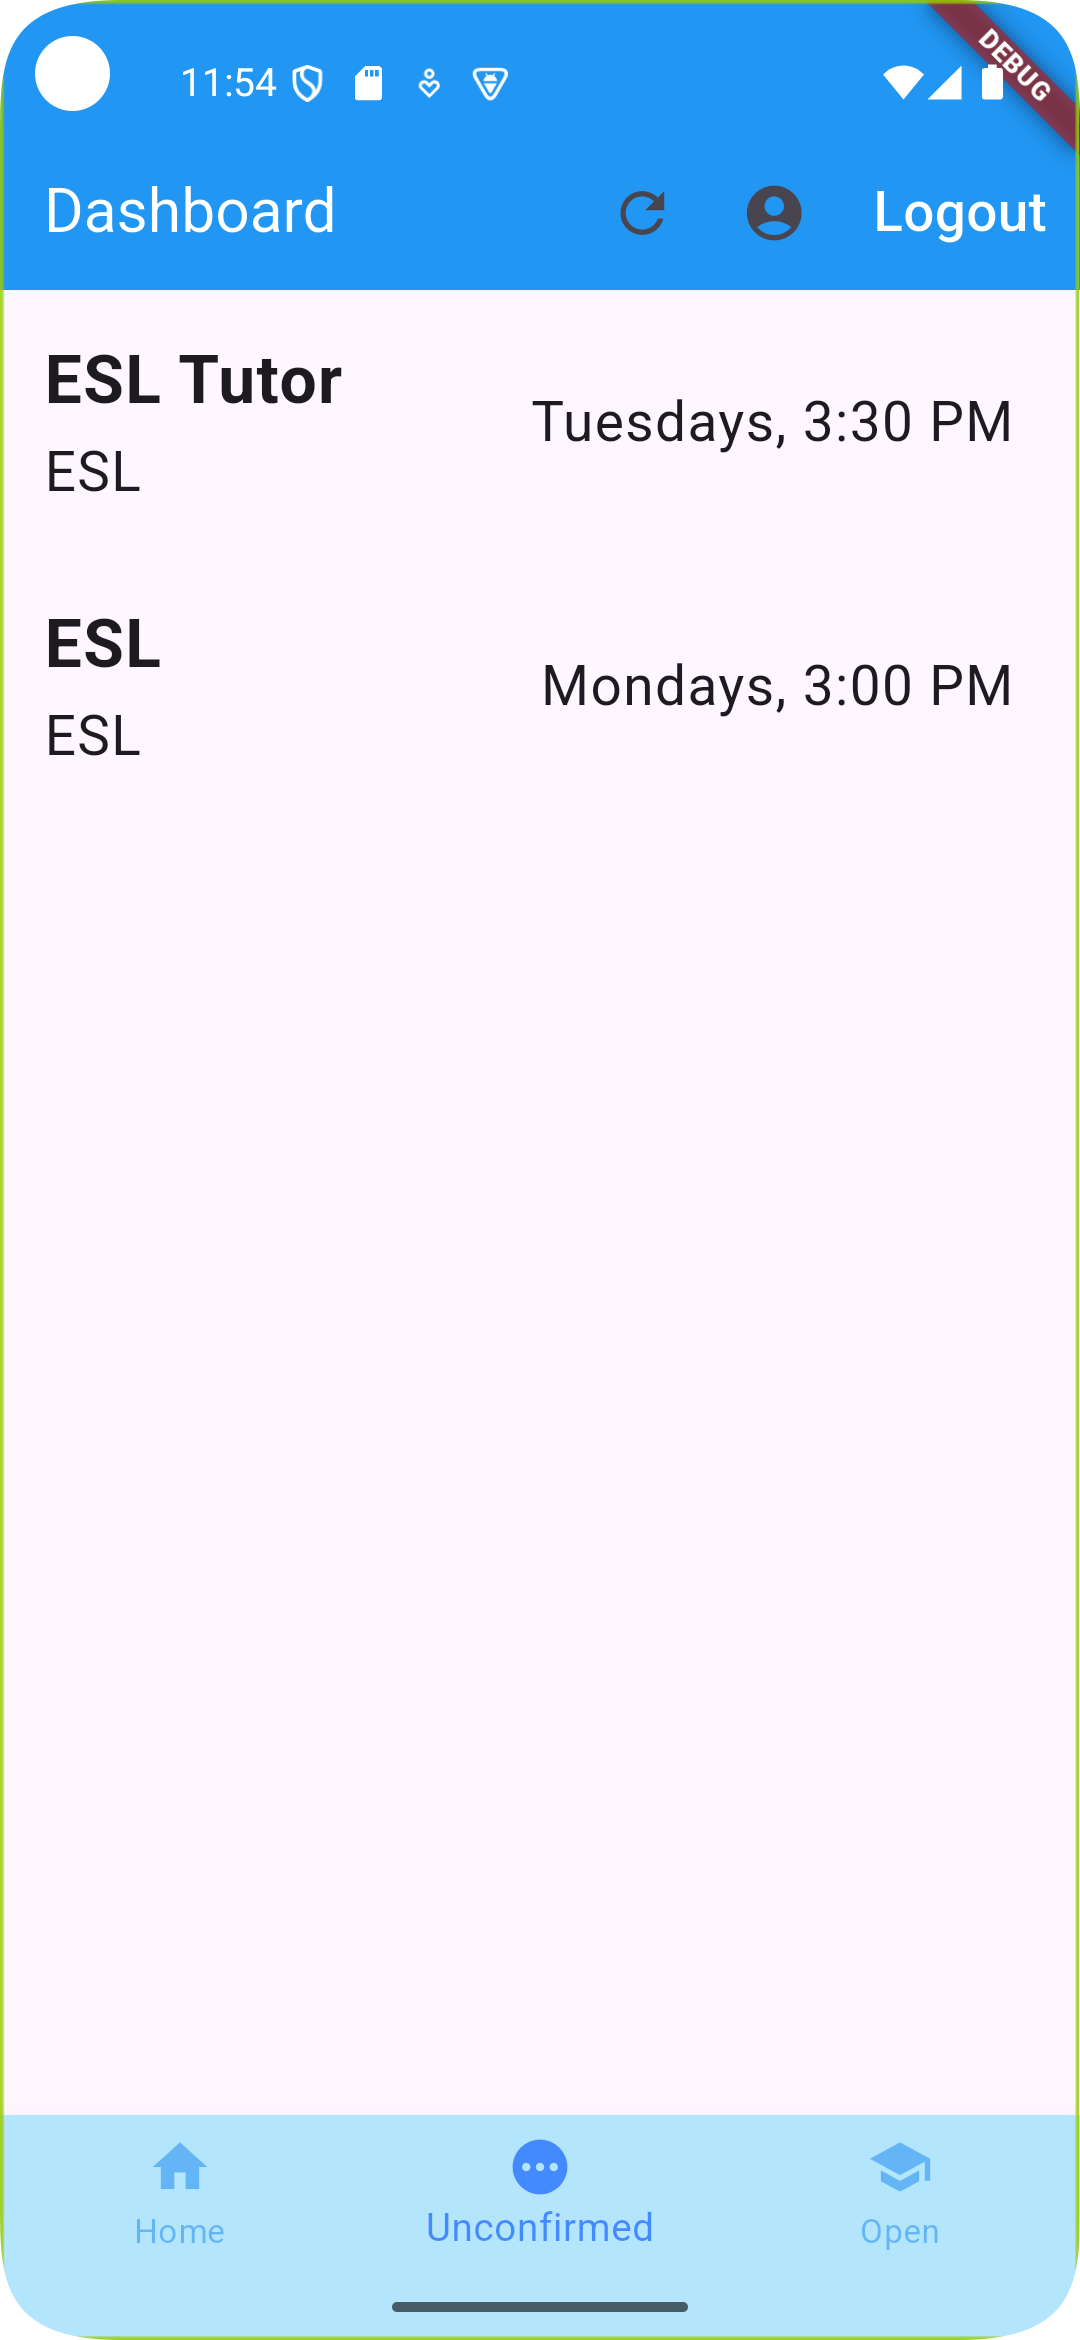 11:54
DEBUG
Dashboard
Logout
ESL Tutor
ESL
Tuesdays, 3:30 PM
ESL
ESL
Mondays, 3:00 PM
Home
Unconfirmed
Open